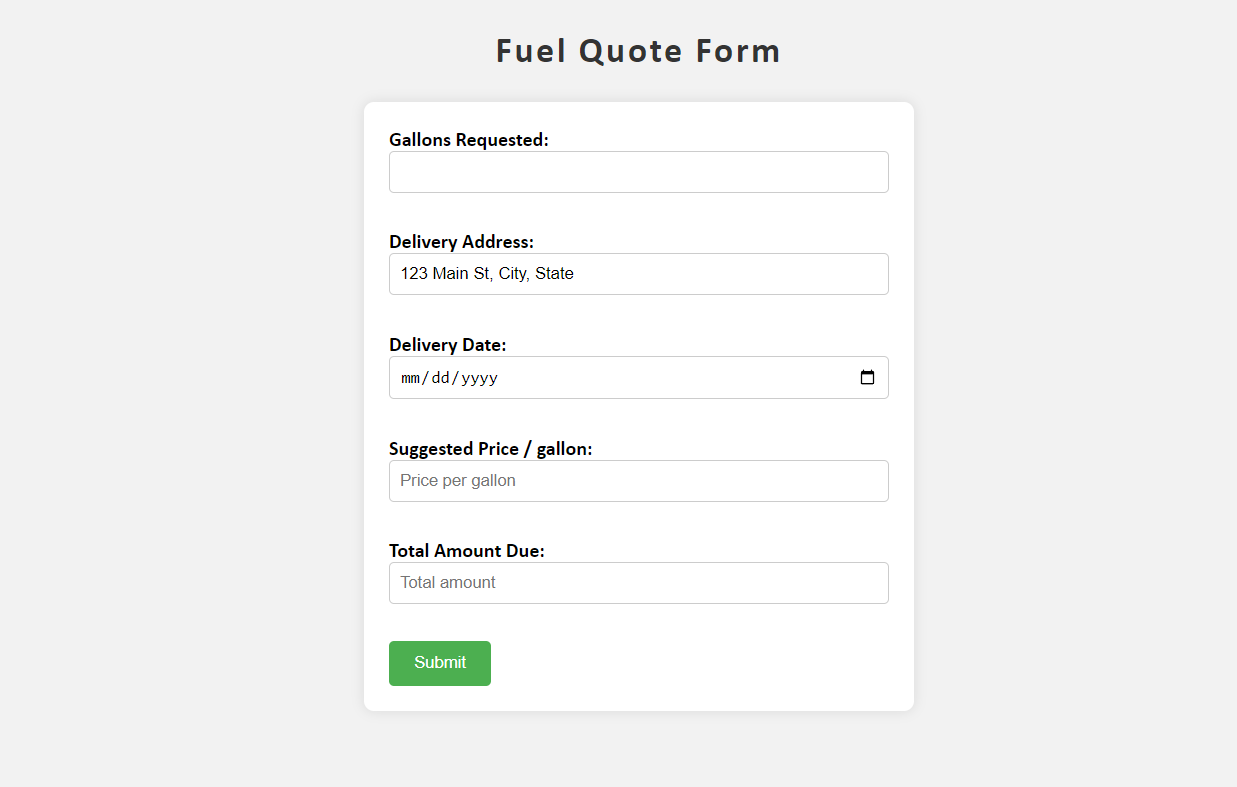 Fuel Quote Form
Gallons Requested:
Delivery Address:
123 Main St, City, State
Delivery Date:
mm/dd/yyyy
Suggested Price / gallon:
Price per gallon
Total Amount Due:
Total amount
Submit